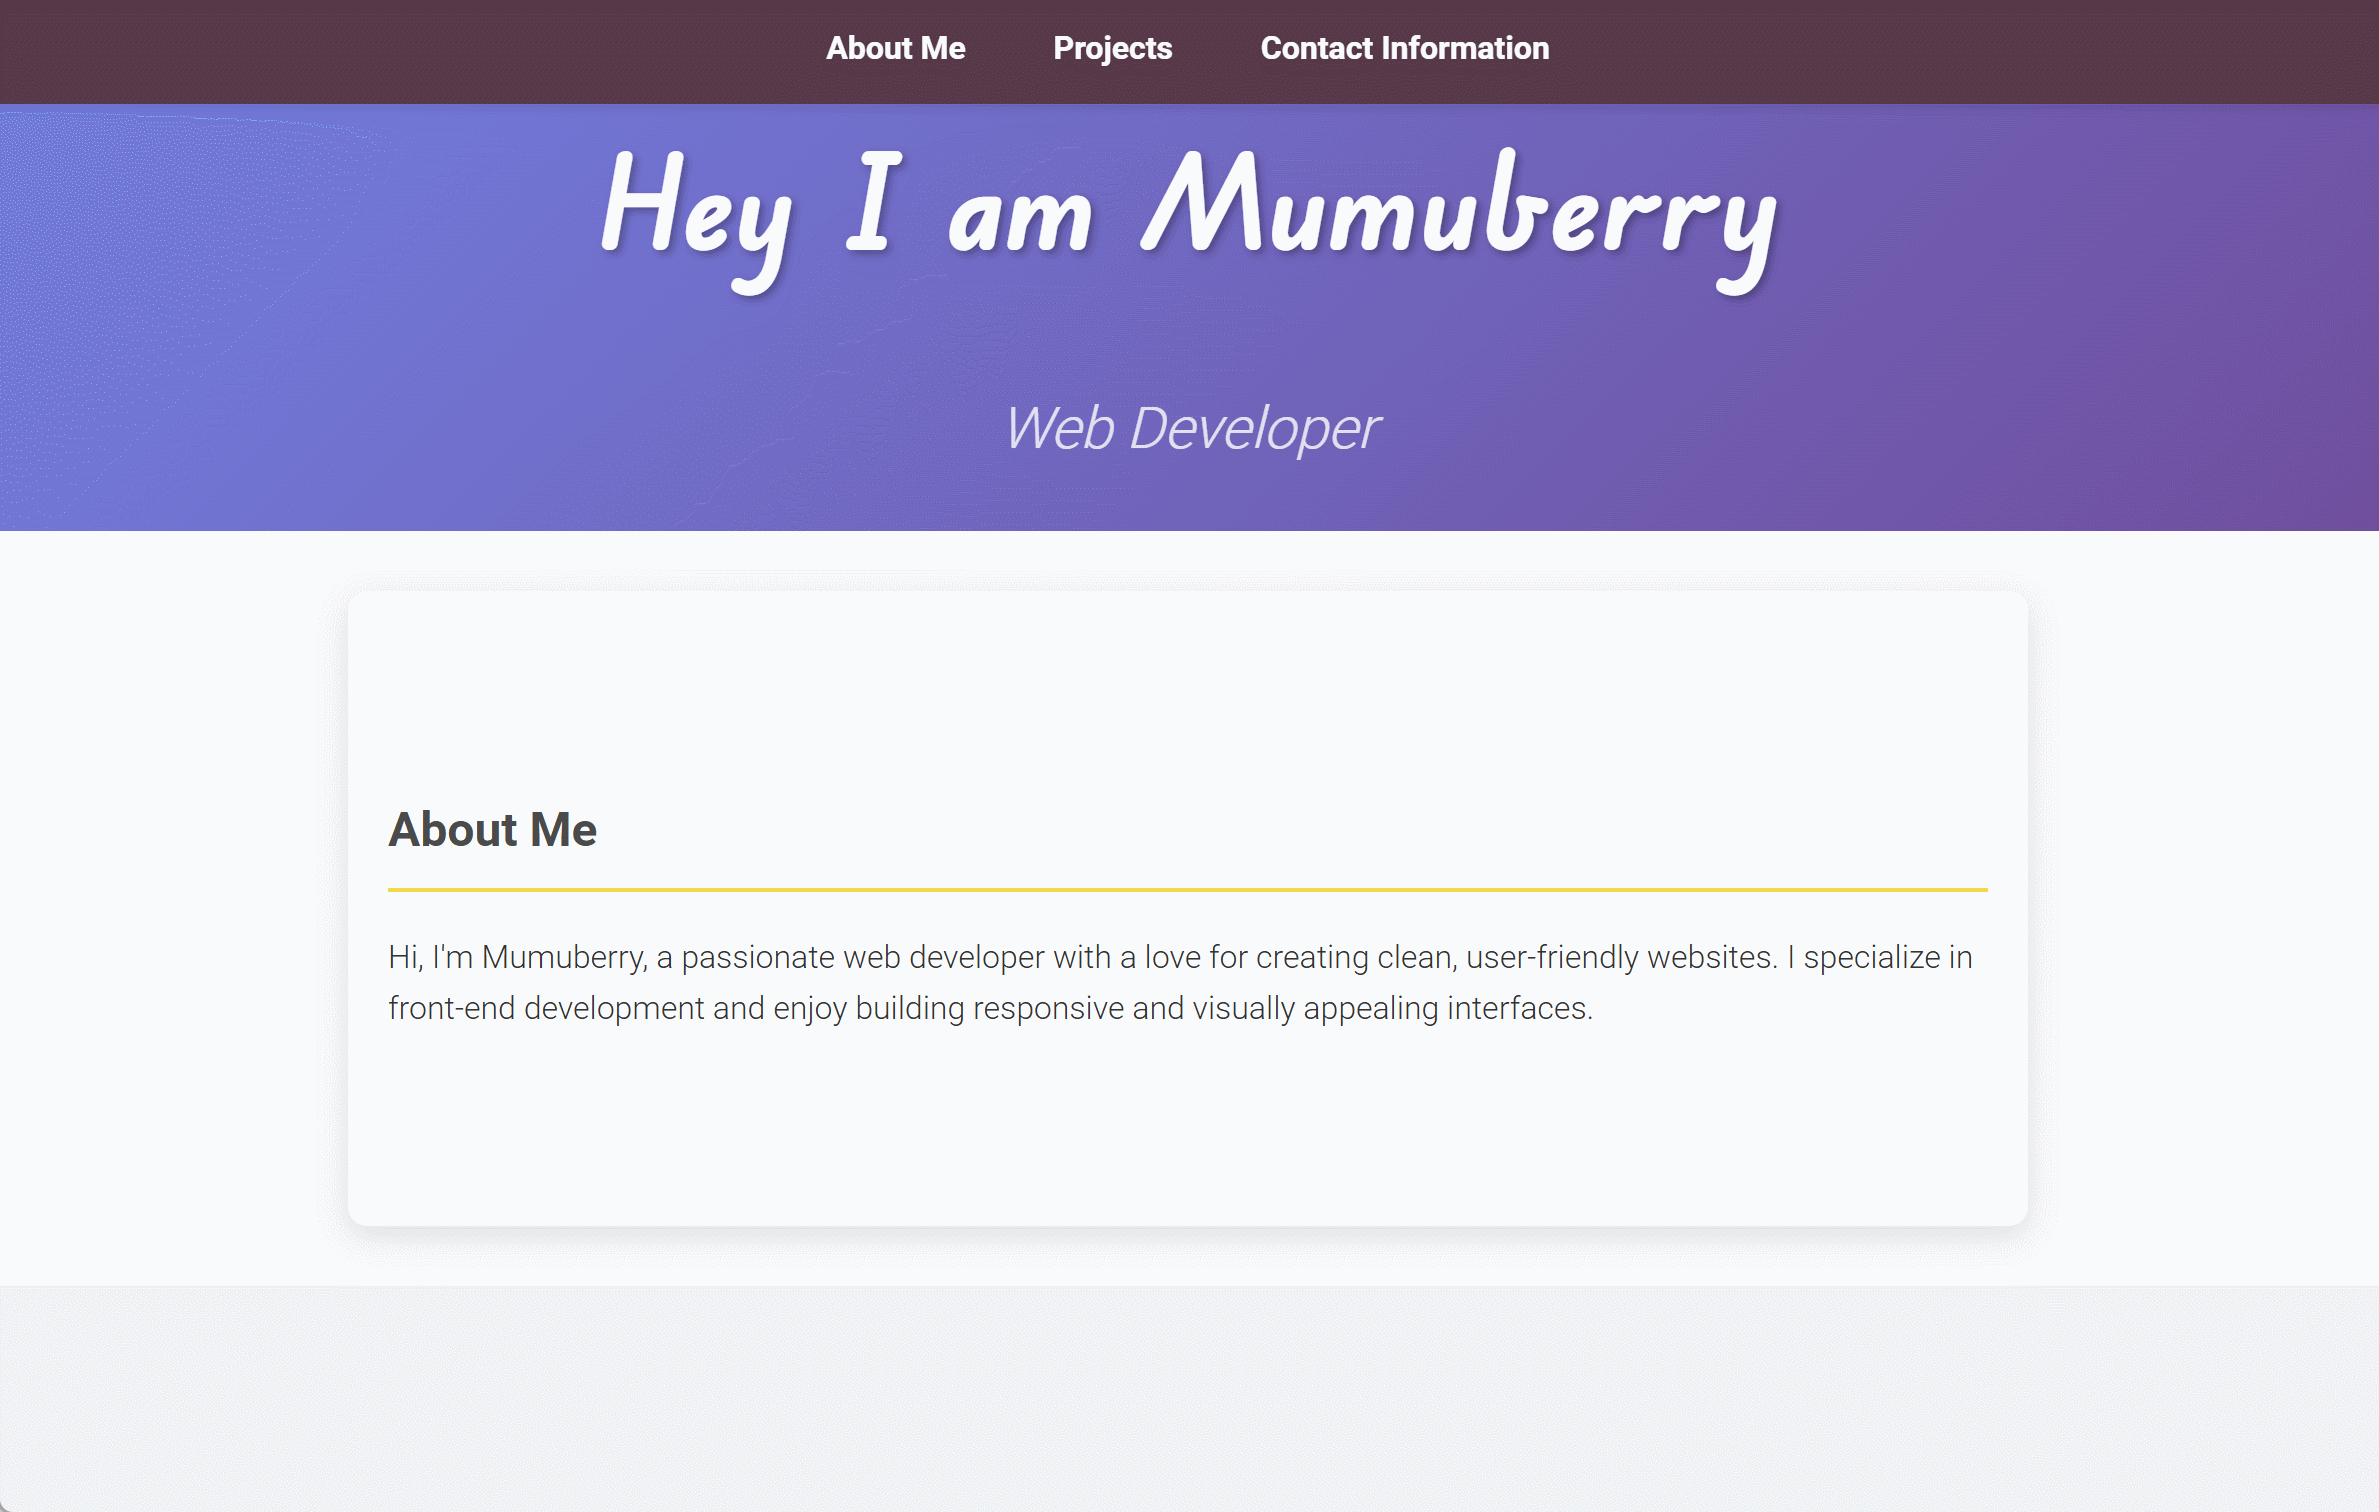 About Me Projects Contact Information
Hey I am Mumuberry
Web Developer
About Me
Hi, I'm Mumuberry, a passionate web developer with a love for creating clean, user-friendly websites. I specialize in
front-end development and enjoy building responsive and visually appealing interfaces.